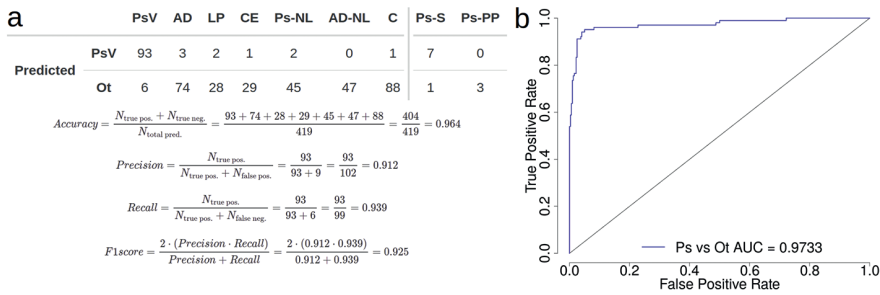 a
PsV AD LP CE Ps-NL AD-NL C Ps-S Ps-PP
Predicted
PsV 93 3 2 1 2 0 1 7 0
Ot 6 74 28 29 45 47 88 1 3
Accuracy = (N_true pos. + N_true neg.) / N_total pred. = (93 + 74 + 28 + 29 + 45 + 47 + 88) / 419 = 404 / 419 = 0.964
Precision = N_true pos. / (N_true pos. + N_false pos.) = 93 / (93 + 9) = 93 / 102 = 0.912
Recall = N_true pos. / (N_true pos. + N_false neg.) = 93 / (93 + 6) = 93 / 99 = 0.939
F1score = 2 · (Precision · Recall) / (Precision + Recall) = 2 · (0.912 · 0.939) / (0.912 + 0.939) = 0.925
b
True Positive Rate
1.0
0.8
0.6
0.4
0.2
0.0
Ps vs Ot AUC = 0.9733
0.0 0.2 0.4 0.6 0.8 1.0
False Positive Rate